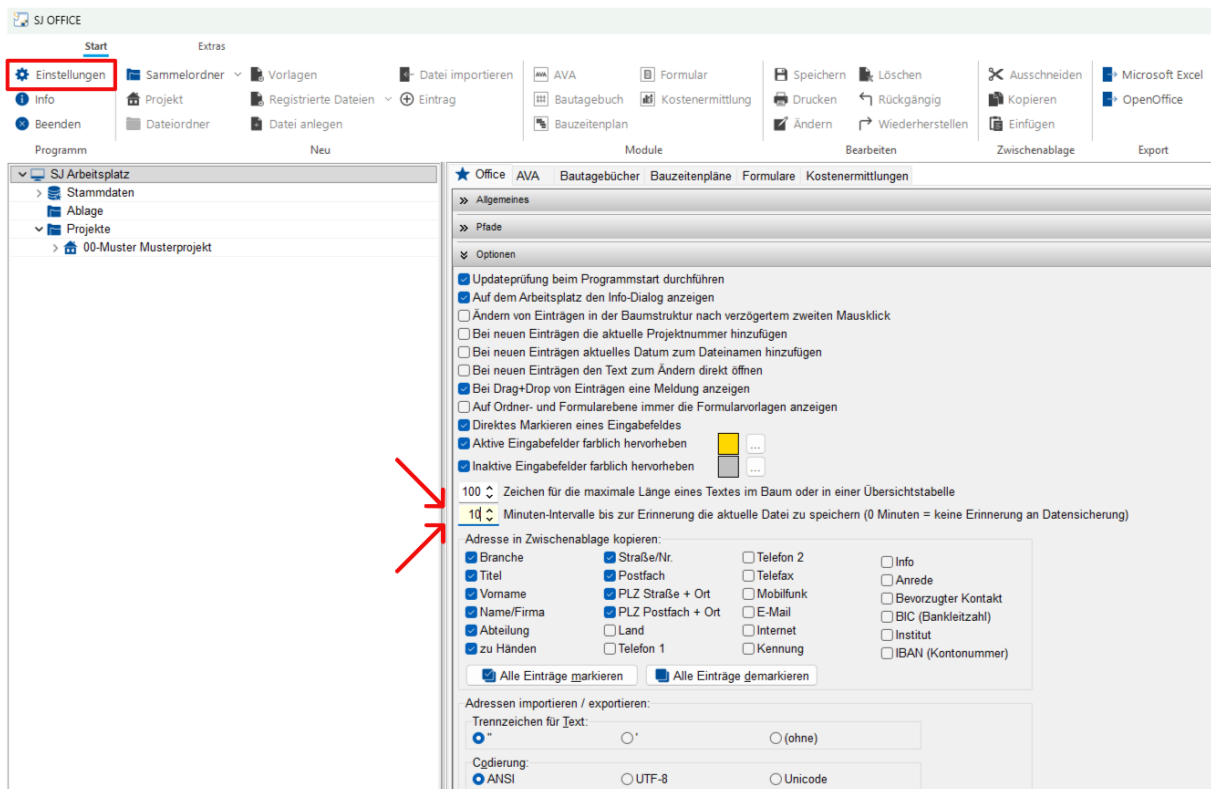 SJ OFFICE
Start Extras
Einstellungen Sammelordner Vorlagen Datei importieren AVA Formular Speichern Löschen Ausschneiden Microsoft Excel
Info Projekt Registrierte Dateien Eintrag Bautagebuch Kostenermittlung Drucken Rückgängig Kopieren OpenOffice
Beenden Dateiordner Datei anlegen Bauzeitenplan Ändern Wiederherstellen Einfügen
Programm Neu Module Bearbeiten Zwischenablage Export
SJ Arbeitsplatz
Stammdaten
Ablage
Projekte
00-Muster Musterprojekt
Office AVA Bautagebücher Bauzeitenpläne Formulare Kostenermittlungen
Allgemeines
Pfade
Optionen
Updateprüfung beim Programmstart durchführen
Auf dem Arbeitsplatz den Info-Dialog anzeigen
Ändern von Einträgen in der Baumstruktur nach verzögertem zweiten Mausklick
Bei neuen Einträgen die aktuelle Projektnummer hinzufügen
Bei neuen Einträgen aktuelles Datum zum Dateinamen hinzufügen
Bei neuen Einträgen den Text zum Ändern direkt öffnen
Bei Drag+Drop von Einträgen eine Meldung anzeigen
Auf Ordner- und Formularebene immer die Formularvorlagen anzeigen
Direktes Markieren eines Eingabefeldes
Aktive Eingabefelder farblich hervorheben ...
Inaktive Eingabefelder farblich hervorheben ...
100 Zeichen für die maximale Länge eines Textes im Baum oder in einer Übersichtstabelle
10 Minuten-Intervalle bis zur Erinnerung die aktuelle Datei zu speichern (0 Minuten = keine Erinnerung an Datensicherung)
Adresse in Zwischenablage kopieren:
Branche Straße/Nr. Telefon 2 Info
Titel Postfach Telefax Anrede
Vorname PLZ Straße + Ort Mobilfunk Bevorzugter Kontakt
Name/Firma PLZ Postfach + Ort E-Mail BIC (Bankleitzahl)
Abteilung Land Internet Institut
zu Händen Telefon 1 Kennung IBAN (Kontonummer)
Alle Einträge markieren Alle Einträge demarkieren
Adressen importieren / exportieren:
Trennzeichen für Text:
" ' (ohne)
Codierung:
ANSI UTF-8 Unicode